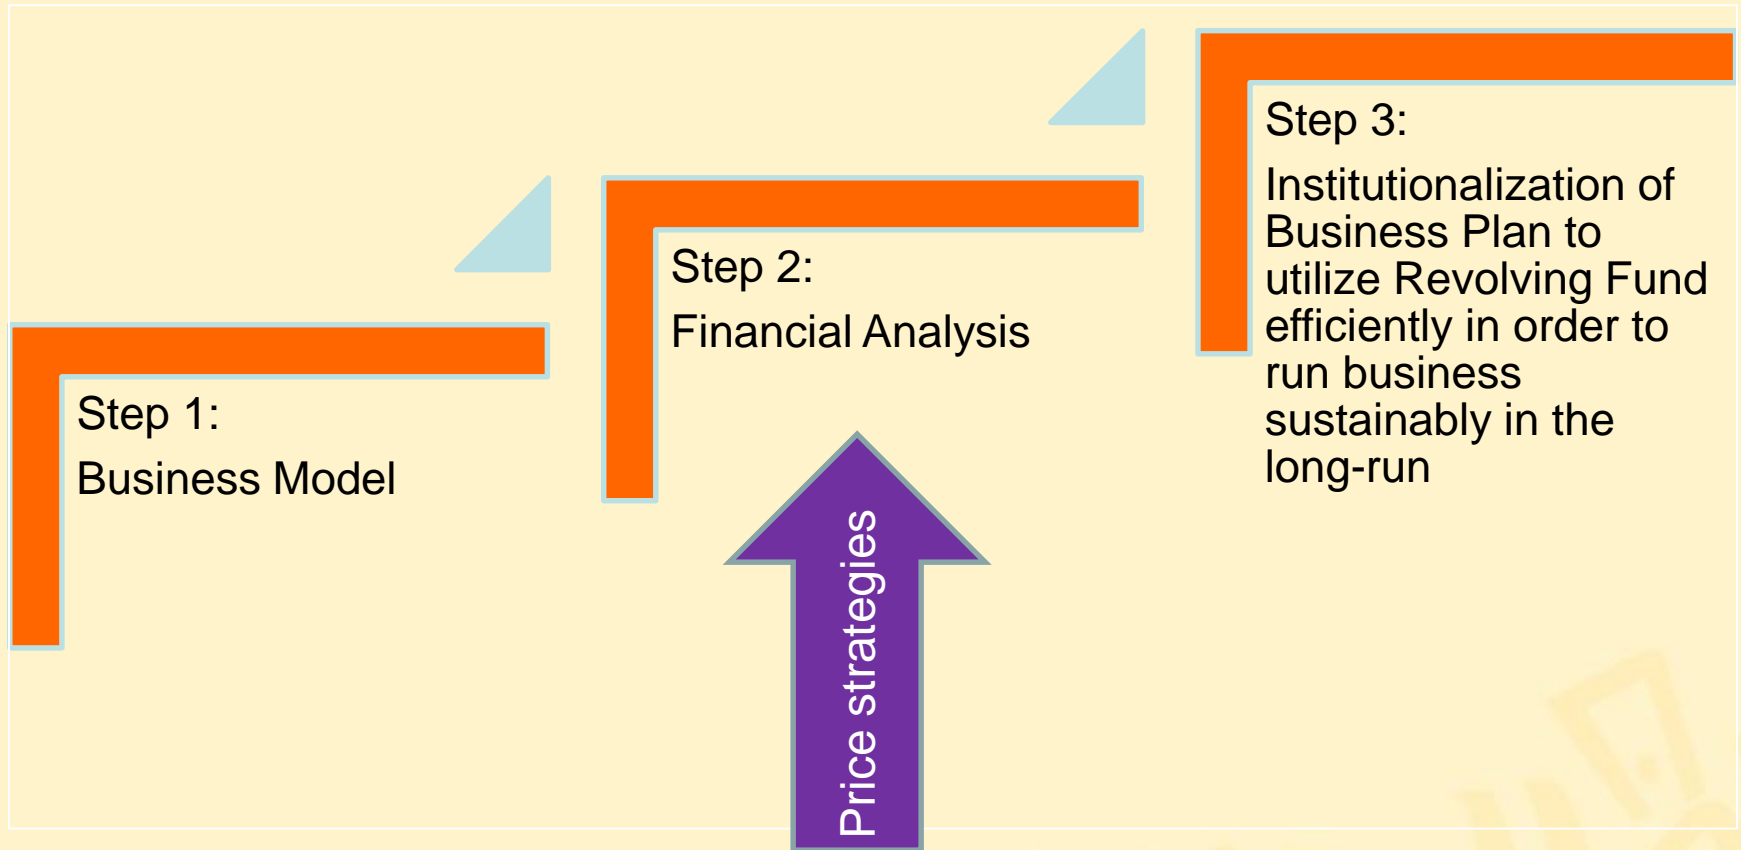 Step 1:
Business Model
Step 2:
Financial Analysis
Step 3:
Institutionalization of
Business Plan to
utilize Revolving Fund
efficiently in order to
run business
sustainably in the
long-run
Price strategies